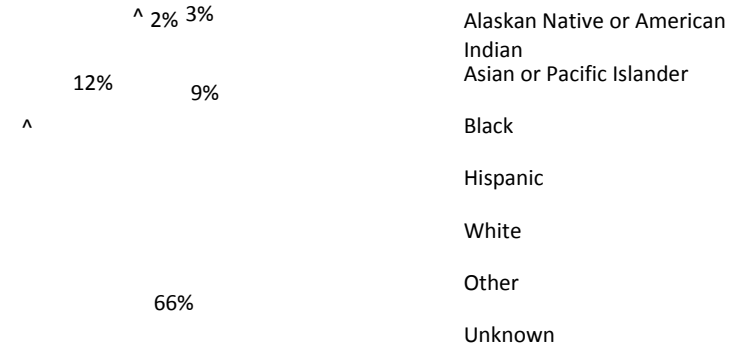 ^ 2% 3%
12%
9%
^
66%
Alaskan Native or American
Indian
Asian or Pacific Islander
Black
Hispanic
White
Other
Unknown